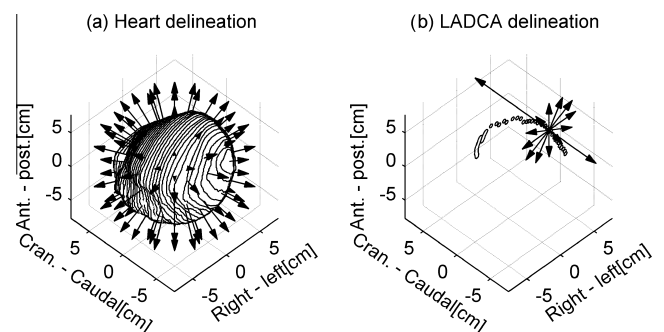 (a) Heart delineation
(b) LADCA delineation
Ant. - post.[cm]
5
0
-5
Cran. - Caudal[cm]
5
0
-5
Right - left[cm]
-5
0
5
Ant. - post.[cm]
5
0
-5
Cran. - Caudal[cm]
5
0
-5
Right - left[cm]
-5
0
5